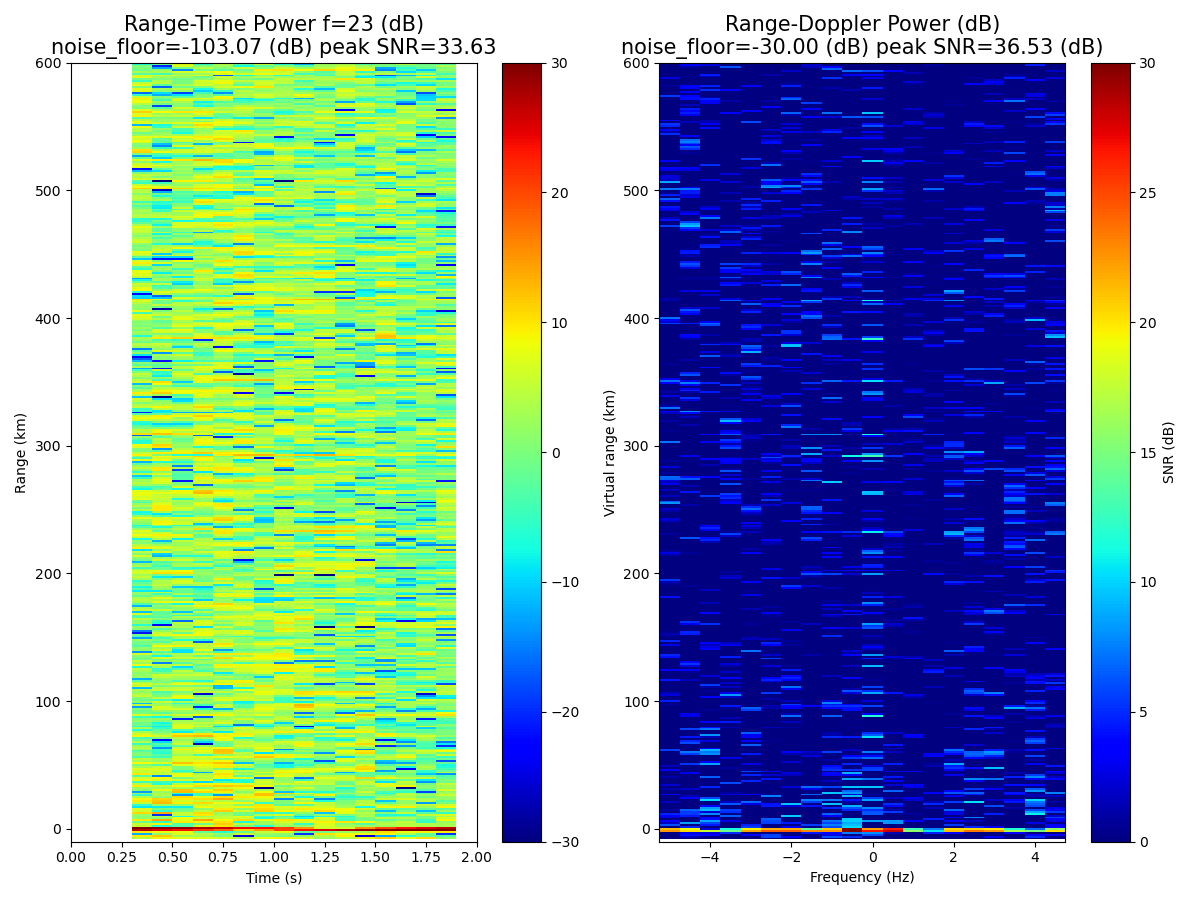 Range-Time Power f=23 (dB)
noise_floor=-103.07 (dB) peak SNR=33.63
Range-Doppler Power (dB)
noise_floor=-30.00 (dB) peak SNR=36.53 (dB)
600
500
400
300
200
100
0
Range (km)
0.00 0.25 0.50 0.75 1.00 1.25 1.50 1.75 2.00
Time (s)
30
20
10
0
−10
−20
−30
600
500
400
300
200
100
0
Virtual range (km)
−4 −2 0 2 4
Frequency (Hz)
30
25
20
15
10
5
0
SNR (dB)